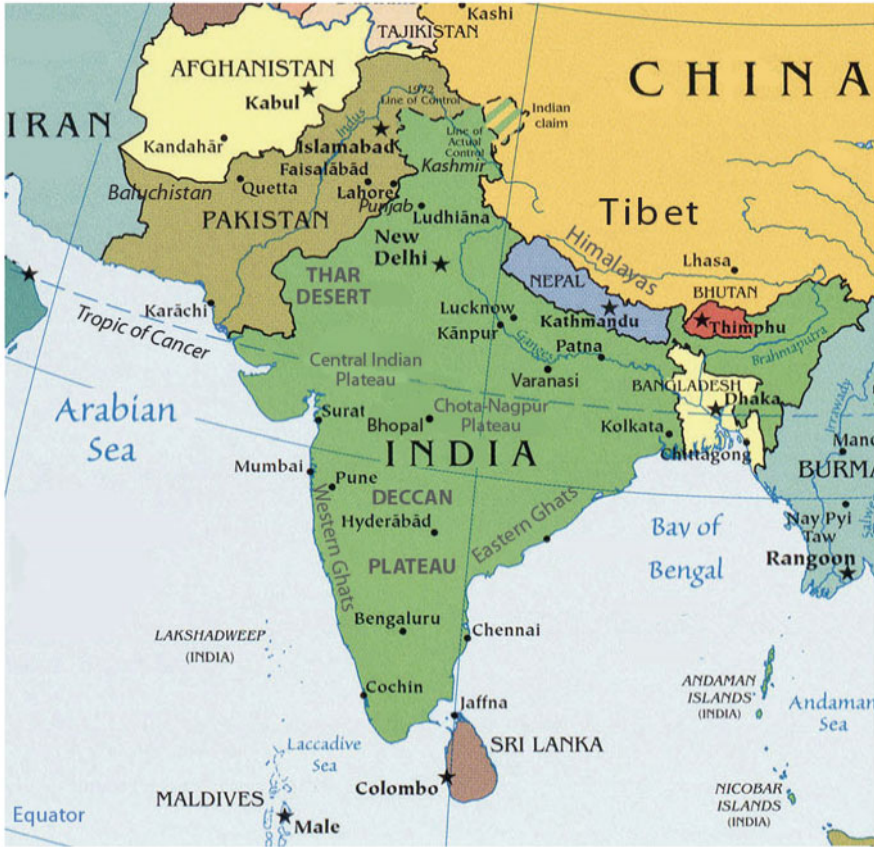 Kashi
TAJIKISTAN
AFGHANISTAN
CHINA
Kabul
1972
Line of Control
Indian
claim
IRAN
Indus
Line of
Actual
Control
Kandahār
Islamabad
Faisalābād
Kashmir
Baluchistan
Quetta
Lahore
Punjab
PAKISTAN
Ludhiāna
Tibet
New
Delhi
Himalayas
Lhasa
THAR
DESERT
NEPAL
BHUTAN
Karāchi
Lucknow
Kathmandu
Thimphu
Tropic of Cancer
Kānpur
Ganges
Patna
Brahmaputra
Central Indian
Plateau
Varanasi
BANGLADESH
Dhaka
Arabian
Sea
Surat
Chota-Nagpur
Plateau
Bhopal
Kolkata
Irrawady
INDIA
Chittagong
Mand
Mumbai
BURMA
Pune
Western Ghats
DECCAN
Hyderābād
Eastern Ghats
Bay of
Bengal
Nay Pyi
Taw
Salw
PLATEAU
Rangoon
Bengaluru
Chennai
LAKSHADWEEP
(INDIA)
Cochin
Jaffna
ANDAMAN
ISLANDS
(INDIA)
Andaman
Sea
Laccadive
Sea
SRI LANKA
MALDIVES
Colombo
NICOBAR
ISLANDS
(INDIA)
Equator
Male